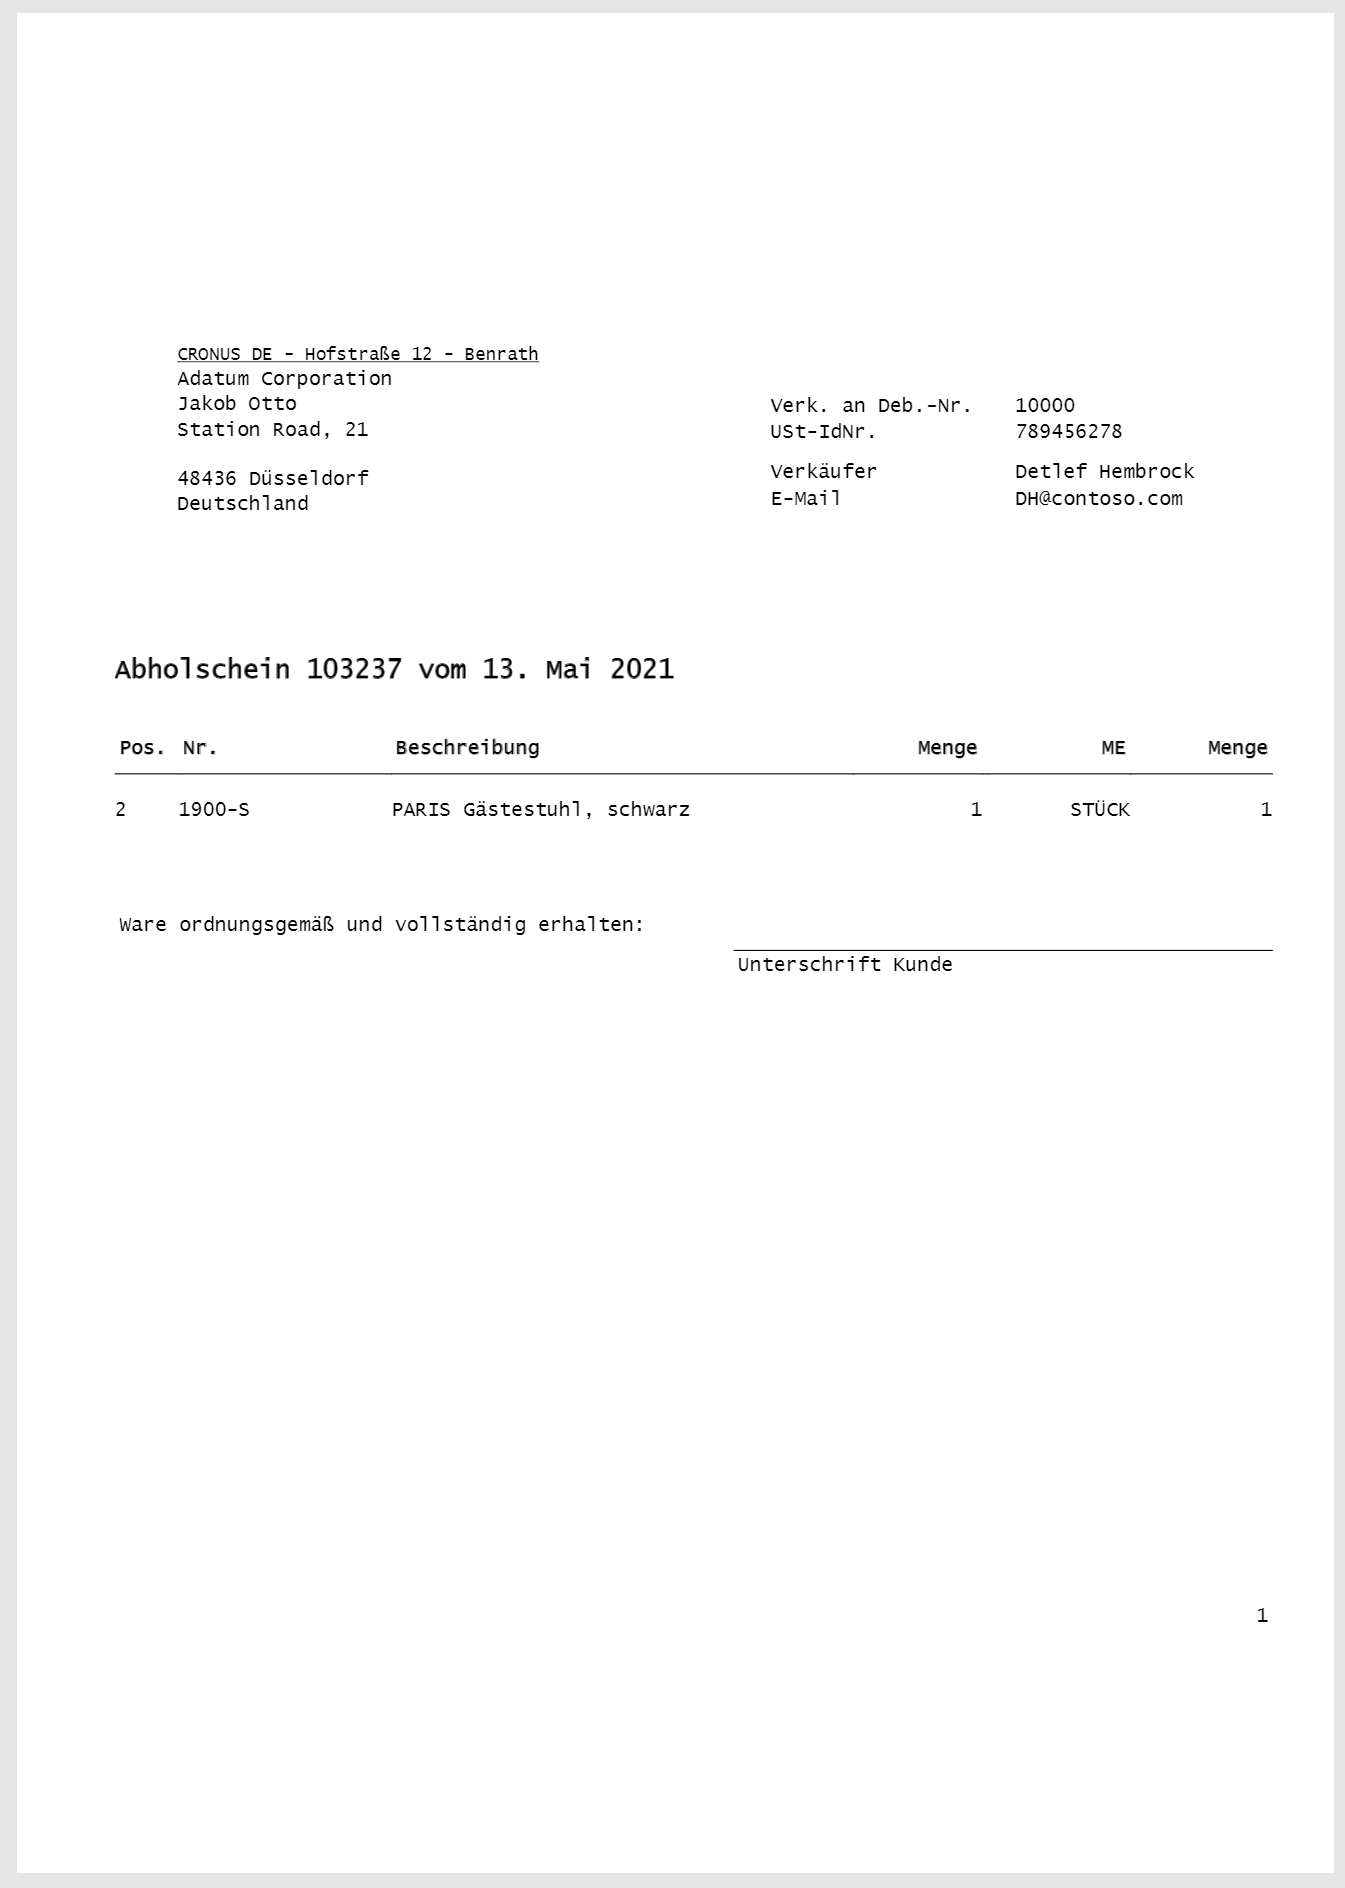 CRONUS DE - Hofstraße 12 - Benrath
Adatum Corporation
Jakob Otto
Station Road, 21
48436 Düsseldorf
Deutschland
Verk. an Deb.-Nr. 10000
USt-IdNr. 789456278
Verkäufer Detlef Hembrock
E-Mail DH@contoso.com
Abholschein 103237 vom 13. Mai 2021
Pos. Nr. Beschreibung Menge ME Menge
2 1900-S PARIS Gästestuhl, schwarz 1 STÜCK 1
Ware ordnungsgemäß und vollständig erhalten:
Unterschrift Kunde
1